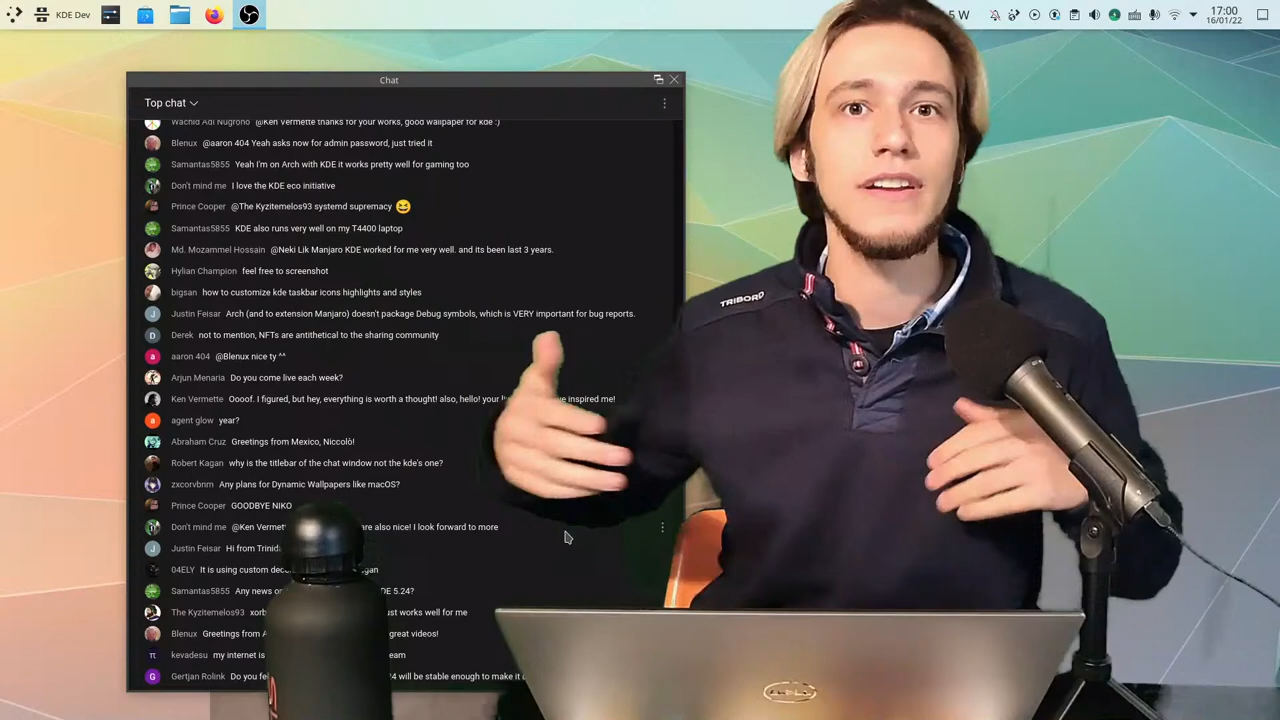 KDE Dev
5 W
17:00
16/01/22
Chat
Top chat
Wachid Adi Nugroho @Ken Vermette thanks for your works, good wallpaper for kde :)
Blenux @aaron 404 Yeah asks now for admin password, just tried it
Samantas5855 Yeah I'm on Arch with KDE it works pretty well for gaming too
Don't mind me I love the KDE eco initiative
Prince Cooper @The Kyzitemelos93 systemd supremacy 😆
Samantas5855 KDE also runs very well on my T4400 laptop
Md. Mozammel Hossain @Neki Lik Manjaro KDE worked for me very well. and its been last 3 years.
Hylian Champion feel free to screenshot
bigsan how to customize kde taskbar icons highlights and styles
J Justin Feisar Arch (and to extension Manjaro) doesn't package Debug symbols, which is VERY important for bug reports.
D Derek not to mention, NFTs are antithetical to the sharing community
a aaron 404 @Blenux nice ty ^^
Arjun Menaria Do you come live each week?
Ken Vermette Oooof. I figured, but hey, everything is worth a thought! also, hello! your inspired me!
a agent glow year?
Abraham Cruz Greetings from Mexico, Niccolò!
Robert Kagan why is the titlebar of the chat window not the kde's one?
zxcorvbnm Any plans for Dynamic Wallpapers like macOS?
Prince Cooper GOODBYE NIKO
Don't mind me @Ken Vermett are also nice! I look forward to more
J Justin Feisar Hi from Trinid
04ELY It is using custom deco gan
Samantas5855 Any news on DE 5.24?
The Kyzitemelos93 xorb just works well for me
Blenux Greetings from A great videos!
π kevadesu my internet is eam
G Gertjan Rolink Do you fe 4 will be stable enough to make it
TRIBORD
DELL